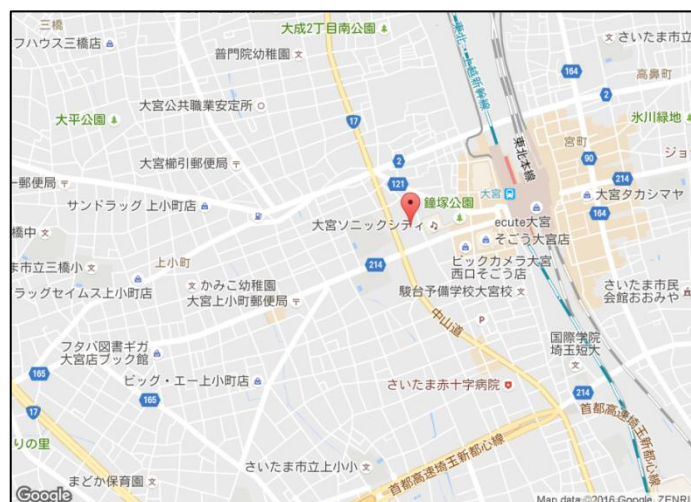 三橋
フハウス三橋店
大成2丁目南公園
普門院幼稚園
さいたま市立
164
高鼻町
2
大宮公共職業安定所
大平公園
17
氷川緑地
東北本線
宮町
大宮櫛引郵便局
2
90
ジョ
一郵便局
121
214
サンドラッグ 上小町店
鐘塚公園
大宮
大宮タカシマヤ
164
橋中
大宮ソニックシティ
ecute大宮
そごう大宮店
ま市立三橋小
上小町
214
ビックカメラ大宮
西口そごう店
ラッグセイムス上小町店
かみこ幼稚園
さいたま市民
会館おおみや
大宮上小町郵便局
駿台予備学校大宮校
中山道
P
国際学院
埼玉短大
フタバ図書ギガ
大宮店ブック館
165
ビッグ・エー上小町店
さいたま赤十字病院
214
165
17
首都高速埼玉新都心線
りの里
さいたま市立上小小
首都高速埼玉新都心線
まどか保育園
Google
Map data ©2016 Google, ZENRI